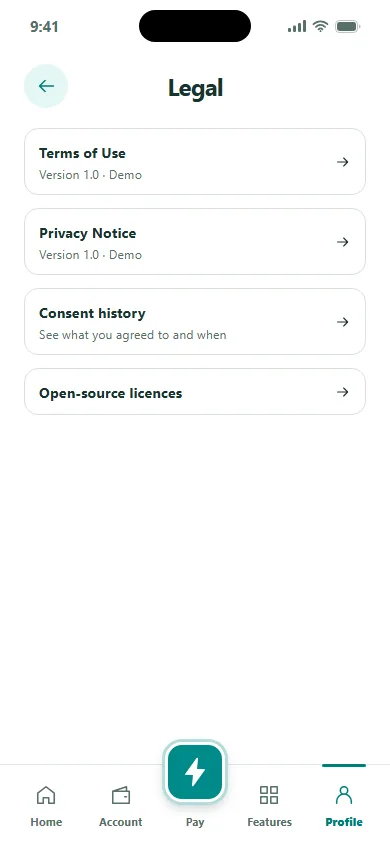 9:41
Legal
Terms of Use
Version 1.0 · Demo
Privacy Notice
Version 1.0 · Demo
Consent history
See what you agreed to and when
Open-source licences
Home
Account
Pay
Features
Profile